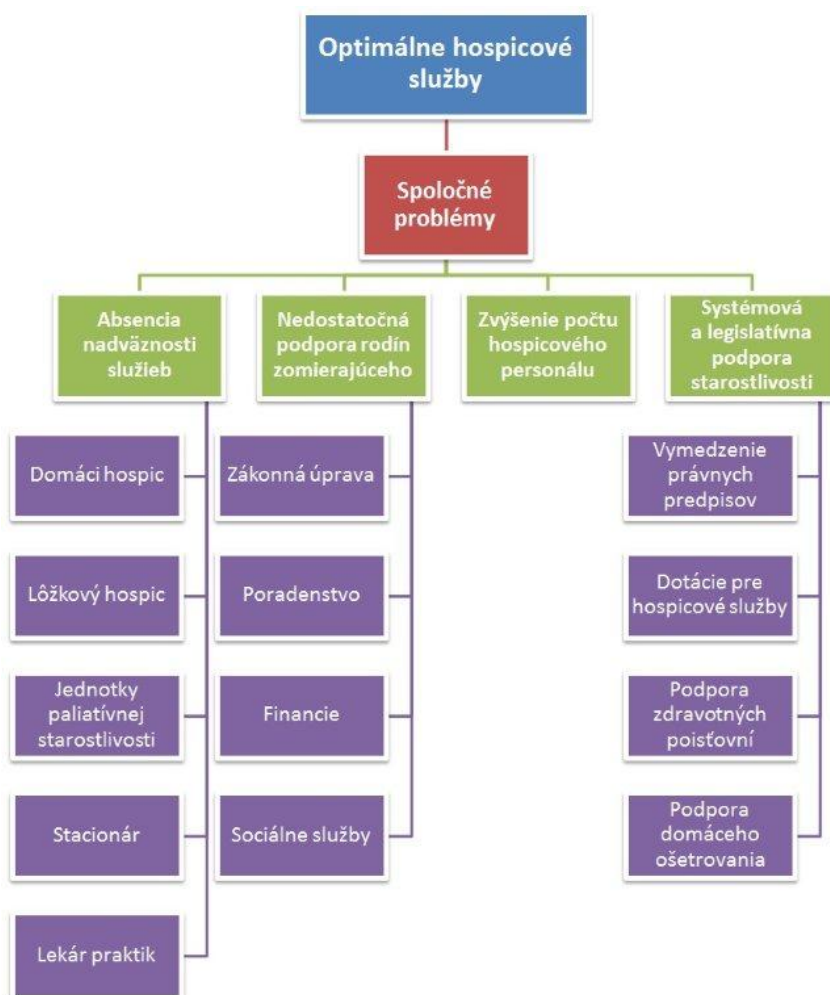 Optimálne hospicové
služby
Spoločné
problémy
Absencia
nadväznosti
služieb
Nedostatočná
podpora rodín
zomierajúceho
Zvýšenie počtu
hospicového
personálu
Systémová
a legislatívna
podpora
starostlivosti
Domáci hospic
Lôžkový hospic
Jednotky
paliatívnej
starostlivosti
Stacionár
Lekár praktik
Zákonná úprava
Poradenstvo
Financie
Sociálne služby
Vymedzenie
právnych
predpisov
Dotácie pre
hospicové služby
Podpora
zdravotných
poisťovní
Podpora
domáceho
ošetrovania